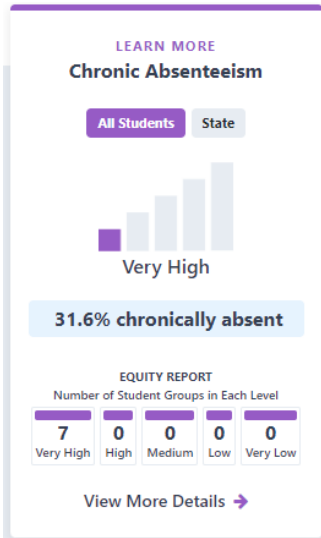 LEARN MORE
Chronic Absenteeism
All Students State
Very High
31.6% chronically absent
EQUITY REPORT
Number of Student Groups in Each Level
7 0 0 0 0
Very High High Medium Low Very Low
View More Details →